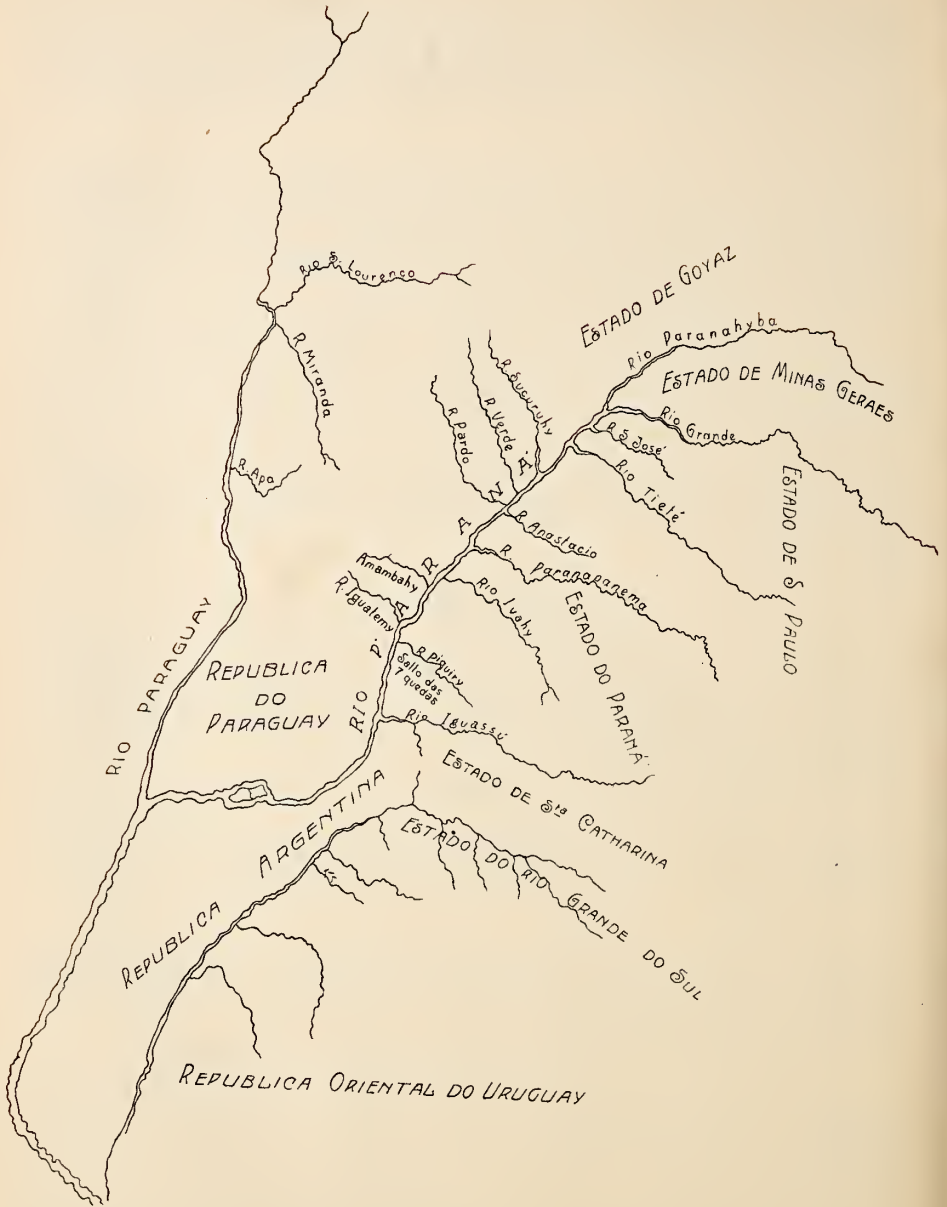 ESTADO DE GOYAZ
Rio S. Lourenço
Rio Paranahyba
ESTADO DE MINAS GERAES
R Miranda
R. Sucuruhy
R. Verde
R. Pardo
Rio Grande
R. S. José
R. Apa
Rio Tieté
ESTADO DE S. PAULO
R. Anastacio
R. Paranapanema
Amambahy
R. Iguatemy
Rio Ivahy
ESTADO DO PARANÁ
RIO PARANÁ
RIO PARAGUAY
REPUBLICA
DO
PARAGUAY
R. Piquiry
Salto das
7 quedas
Rio Iguassú
ESTADO DE Sta CATHARINA
REPUBLICA ARGENTINA
ESTADO DO RIO GRANDE DO SUL
REPUBLICA ORIENTAL DO URUGUAY